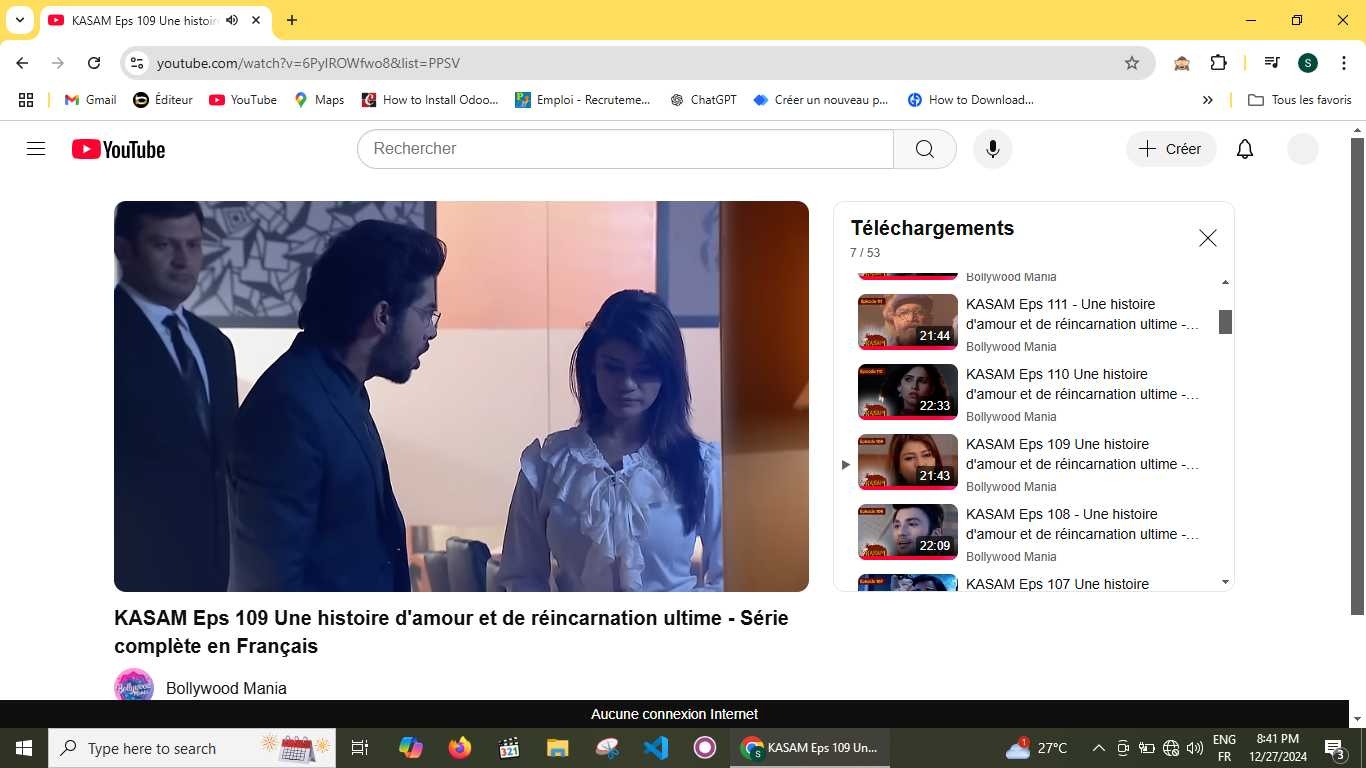 KASAM Eps 109 Une histoir
youtube.com/watch?v=6PyIROWfwo8&list=PPSV
S
Gmail
Éditeur
YouTube
Maps
How to Install Odoo...
Emploi - Recruteme...
ChatGPT
Créer un nouveau p...
How to Download...
Tous les favoris
YouTube
Rechercher
Créer
Téléchargements
7 / 53
Bollywood Mania
KASAM Eps 111 - Une histoire
d'amour et de réincarnation ultime -...
21:44
Bollywood Mania
KASAM Eps 110 Une histoire
d'amour et de réincarnation ultime -...
22:33
Bollywood Mania
KASAM Eps 109 Une histoire
d'amour et de réincarnation ultime -...
21:43
Bollywood Mania
KASAM Eps 108 - Une histoire
d'amour et de réincarnation ultime -...
22:09
Bollywood Mania
KASAM Eps 107 Une histoire
KASAM Eps 109 Une histoire d'amour et de réincarnation ultime - Série
complète en Français
Bollywood Mania
Aucune connexion Internet
Type here to search
KASAM Eps 109 Un...
27°C
ENG
FR
8:41 PM
12/27/2024
3